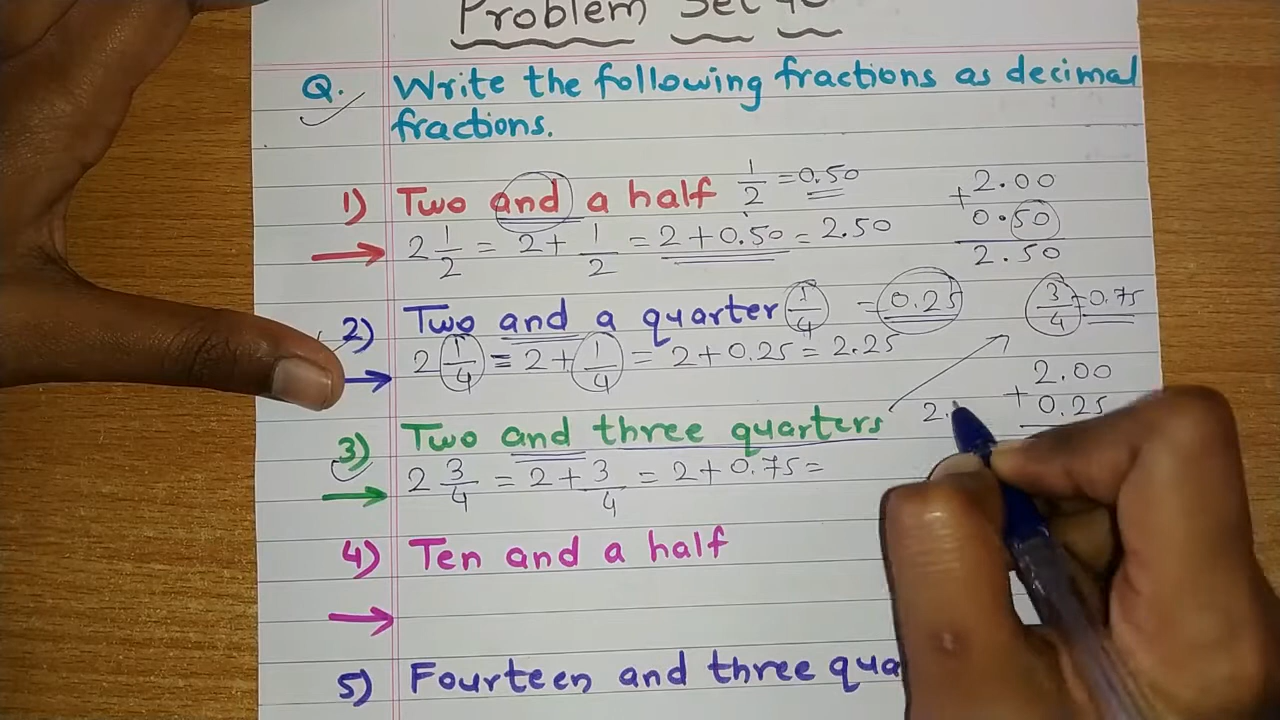 Problem Set 40
Q. Write the following fractions as decimal
fractions.
1) Two and a half 1/2 = 0.50
2 1/2 = 2 + 1/2 = 2 + 0.50 = 2.50
2.00
+ 0.50
2.50
2) Two and a quarter 1/4 = 0.25
3/4 = 0.75
2 1/4 = 2 + 1/4 = 2 + 0.25 = 2.25
2.00
+ 0.25
3) Two and three quarters
2.
2 3/4 = 2 + 3/4 = 2 + 0.75 =
4) Ten and a half
5) Fourteen and three qua